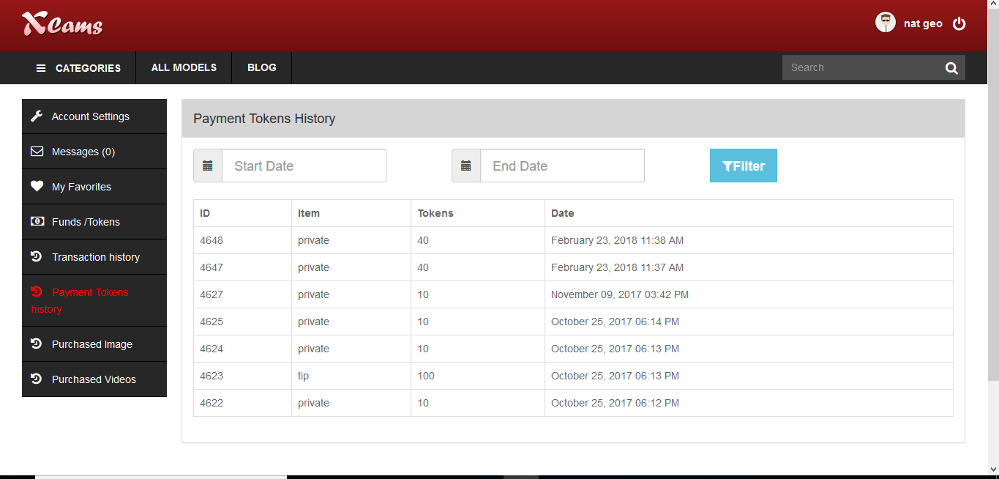 XCams
nat geo
CATEGORIES ALL MODELS BLOG Search
Account Settings
Messages (0)
My Favorites
Funds /Tokens
Transaction history
Payment Tokens
history
Purchased Image
Purchased Videos
Payment Tokens History
Start Date End Date Filter
ID Item Tokens Date
4648 private 40 February 23, 2018 11:38 AM
4647 private 40 February 23, 2018 11:37 AM
4627 private 10 November 09, 2017 03:42 PM
4625 private 10 October 25, 2017 06:14 PM
4624 private 10 October 25, 2017 06:13 PM
4623 tip 100 October 25, 2017 06:13 PM
4622 private 10 October 25, 2017 06:12 PM